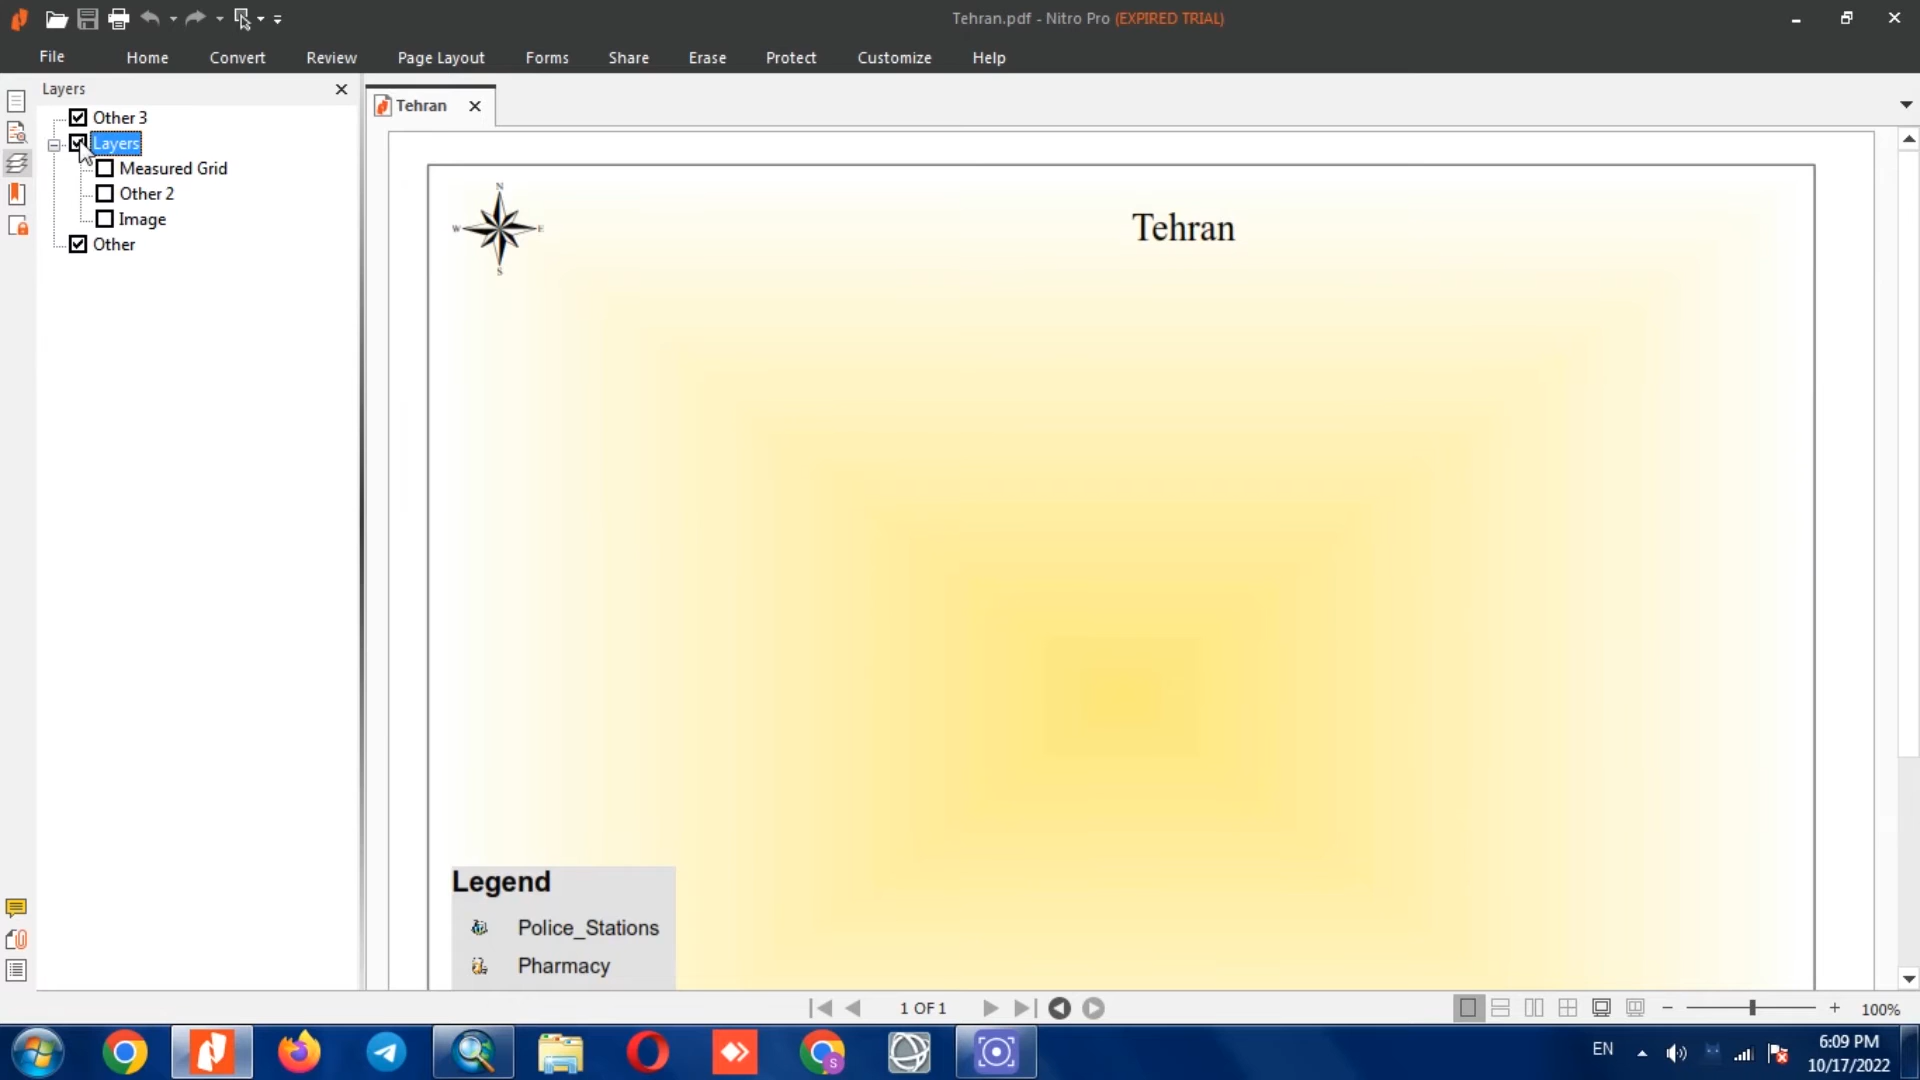 Tehran.pdf - Nitro Pro (EXPIRED TRIAL)
File Home Convert Review Page Layout Forms Share Erase Protect Customize Help
Layers
Other 3
Layers
Measured Grid
Other 2
Image
Other
Tehran
N
W E
S
Tehran
Legend
Police_Stations
Pharmacy
1 OF 1
100%
S
EN
6:09 PM
10/17/2022